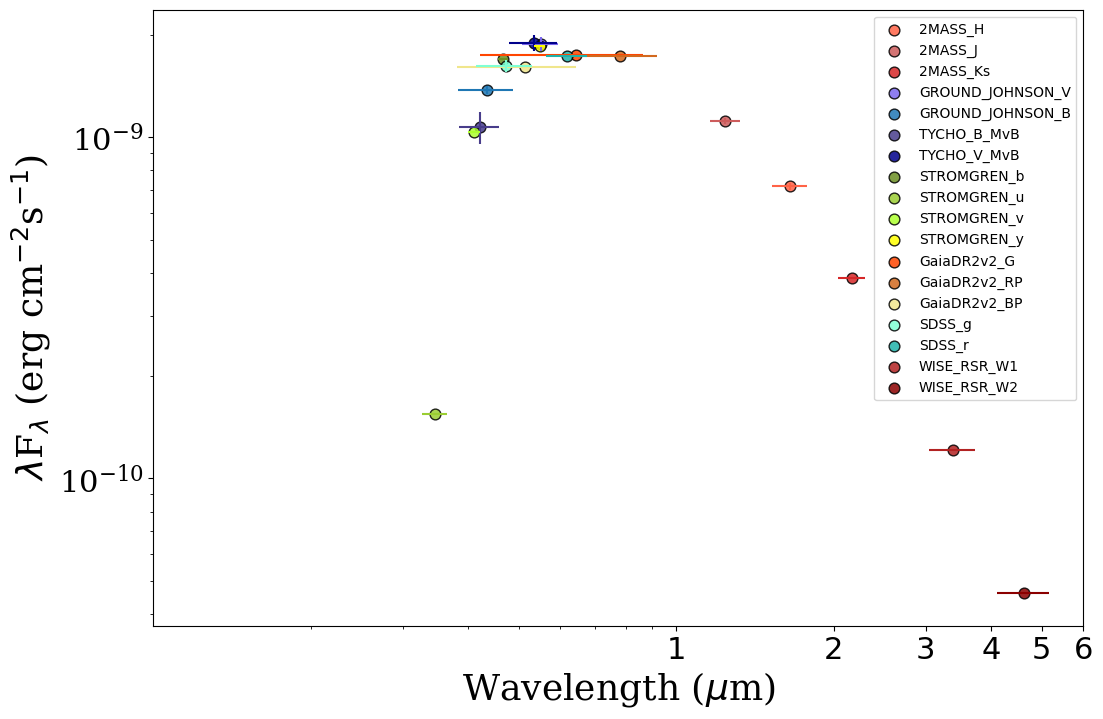 10⁻⁹
10⁻¹⁰
λF_λ (erg cm⁻²s⁻¹)
2MASS_H
2MASS_J
2MASS_Ks
GROUND_JOHNSON_V
GROUND_JOHNSON_B
TYCHO_B_MvB
TYCHO_V_MvB
STROMGREN_b
STROMGREN_u
STROMGREN_v
STROMGREN_y
GaiaDR2v2_G
GaiaDR2v2_RP
GaiaDR2v2_BP
SDSS_g
SDSS_r
WISE_RSR_W1
WISE_RSR_W2
1 2 3 4 5 6
Wavelength (μm)